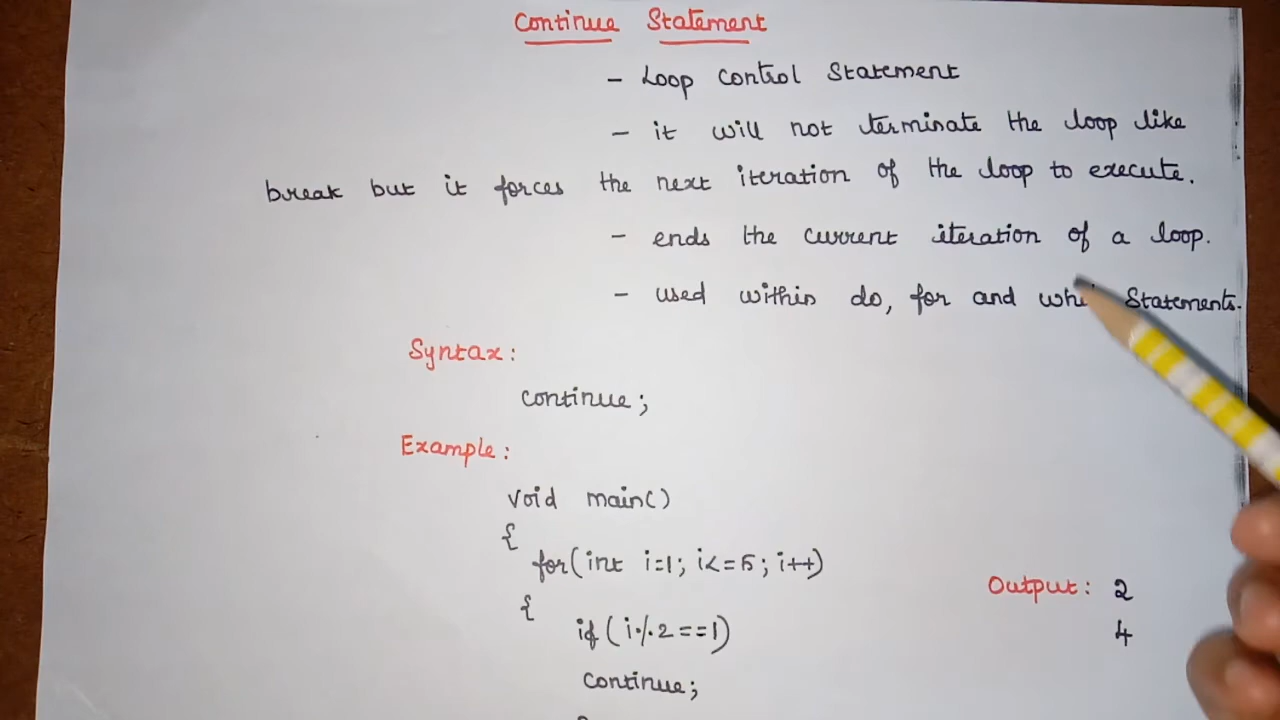 Continue Statement
- Loop Control Statement
- it will not terminate the loop like
break but it forces the next iteration of the loop to execute.
- ends the current iteration of a loop.
- used within do, for and whi Statements.
Syntax:
continue;
Example:
void main()
{
for(int i=1; i<=5; i++)
{
if(i%2==1)
continue;
Output: 2
4